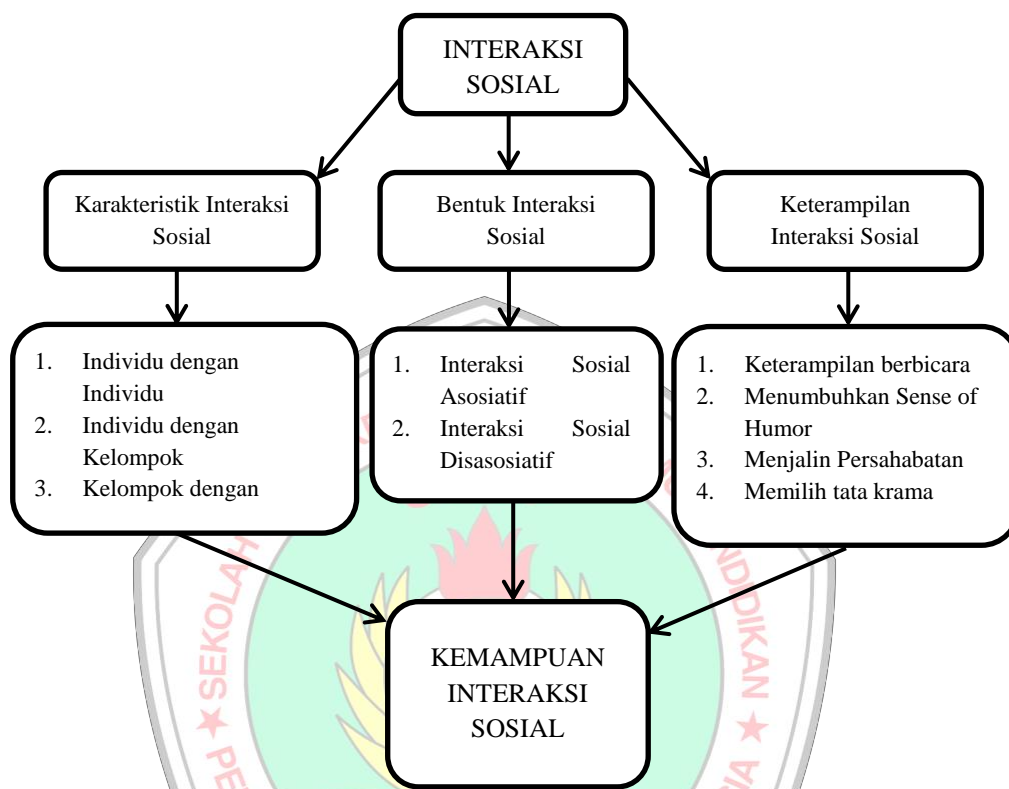 INTERAKSI
SOSIAL
Karakteristik Interaksi
Sosial
Bentuk Interaksi
Sosial
Keterampilan
Interaksi Sosial
1. Individu dengan
Individu
2. Individu dengan
Kelompok
3. Kelompok dengan
1. Interaksi Sosial
Asosiatif
2. Interaksi Sosial
Disasosiatif
1. Keterampilan berbicara
2. Menumbuhkan Sense of
Humor
3. Menjalin Persahabatan
4. Memilih tata krama
KEMAMPUAN
INTERAKSI
SOSIAL
SEKOLAH